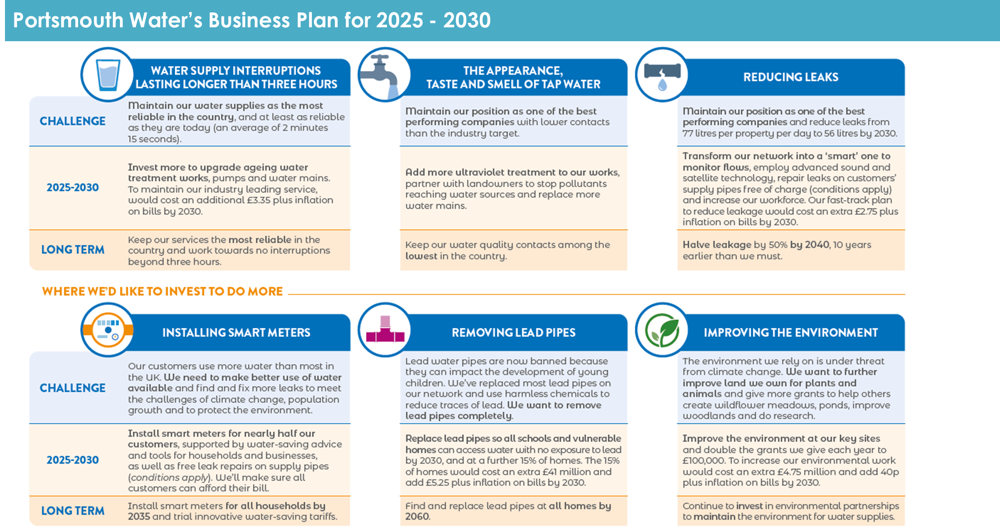 Portsmouth Water's Business Plan for 2025 - 2030
WATER SUPPLY INTERRUPTIONS
LASTING LONGER THAN THREE HOURS
THE APPEARANCE,
TASTE AND SMELL OF TAP WATER
REDUCING LEAKS
CHALLENGE
Maintain our water supplies as the most
reliable in the country, and at least as reliable
as they are today (an average of 2 minutes
15 seconds).
Maintain our position as one of the best
performing companies with lower contacts
than the industry target.
Maintain our position as one of the best
performing companies and reduce leaks from
77 litres per property per day to 56 litres by 2030.
2025-2030
Invest more to upgrade ageing water
treatment works, pumps and water mains.
To maintain our industry leading service,
would cost an additional £3.35 plus inflation
on bills by 2030.
Add more ultraviolet treatment to our works,
partner with landowners to stop pollutants
reaching water sources and replace more
water mains.
Transform our network into a ‘smart’ one to
monitor flows, employ advanced sound and
satellite technology, repair leaks on customers’
supply pipes free of charge (conditions apply)
and increase our workforce. Our fast-track plan
to reduce leakage would cost an extra £2.75 plus
inflation on bills by 2030.
LONG TERM
Keep our services the most reliable in the
country and work towards no interruptions
beyond three hours.
Keep our water quality contacts among the
lowest in the country.
Halve leakage by 50% by 2040, 10 years
earlier than we must.
WHERE WE’D LIKE TO INVEST TO DO MORE
INSTALLING SMART METERS
REMOVING LEAD PIPES
IMPROVING THE ENVIRONMENT
CHALLENGE
Our customers use more water than most in
the UK. We need to make better use of water
available and find and fix more leaks to meet
the challenges of climate change, population
growth and to protect the environment.
Lead water pipes are now banned because
they can impact the development of young
children. We’ve replaced most lead pipes on
our network and use harmless chemicals to
reduce traces of lead. We want to remove
lead pipes completely.
The environment we rely on is under threat
from climate change. We want to further
improve land we own for plants and
animals and give more grants to help others
create wildflower meadows, ponds, improve
woodlands and do research.
2025-2030
Install smart meters for nearly half our
customers, supported by water-saving advice
and tools for households and businesses,
as well as free leak repairs on supply pipes
(conditions apply). We’ll make sure all
customers can afford their bill.
Replace lead pipes so all schools and vulnerable
homes can access water with no exposure to lead
by 2030, and at a further 15% of homes. The 15%
of homes would cost an extra £41 million and
add £5.25 plus inflation on bills by 2030.
Improve the environment at our key sites
and double the grants we give each year to
£100,000. To increase our environmental work
would cost an extra £4.75 million and add 40p
plus inflation on bills by 2030.
LONG TERM
Install smart meters for all households by
2035 and trial innovative water-saving tariffs.
Find and replace lead pipes at all homes by
2060.
Continue to invest in environmental partnerships
to maintain the environment for water supplies.